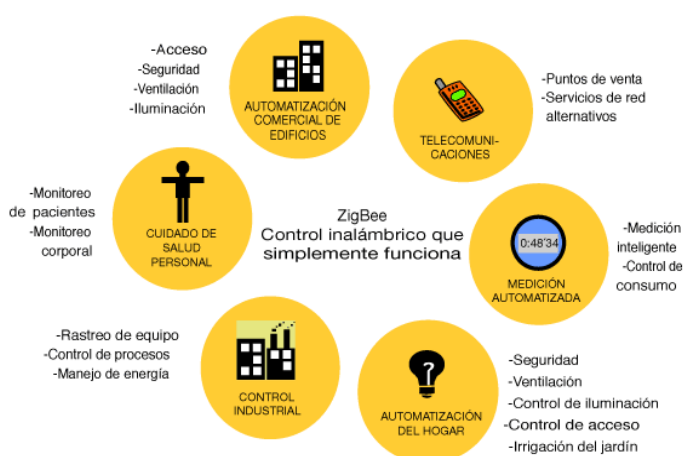 -Acceso
-Seguridad
-Ventilación
-Iluminación
AUTOMATIZACIÓN
COMERCIAL DE
EDIFICIOS
TELECOMUNI-
CACIONES
-Puntos de venta
-Servicios de red
alternativos
-Monitoreo
de pacientes
-Monitoreo
corporal
CUIDADO DE
SALUD
PERSONAL
ZigBee
Control inalámbrico que
simplemente funciona
0:48'34
MEDICIÓN
AUTOMATIZADA
-Medición
inteligente
-Control de
consumo
-Rastreo de equipo
-Control de procesos
-Manejo de energía
CONTROL
INDUSTRIAL
?
AUTOMATIZACIÓN
DEL HOGAR
-Seguridad
-Ventilación
-Control de iluminación
-Control de acceso
-Irrigación del jardín